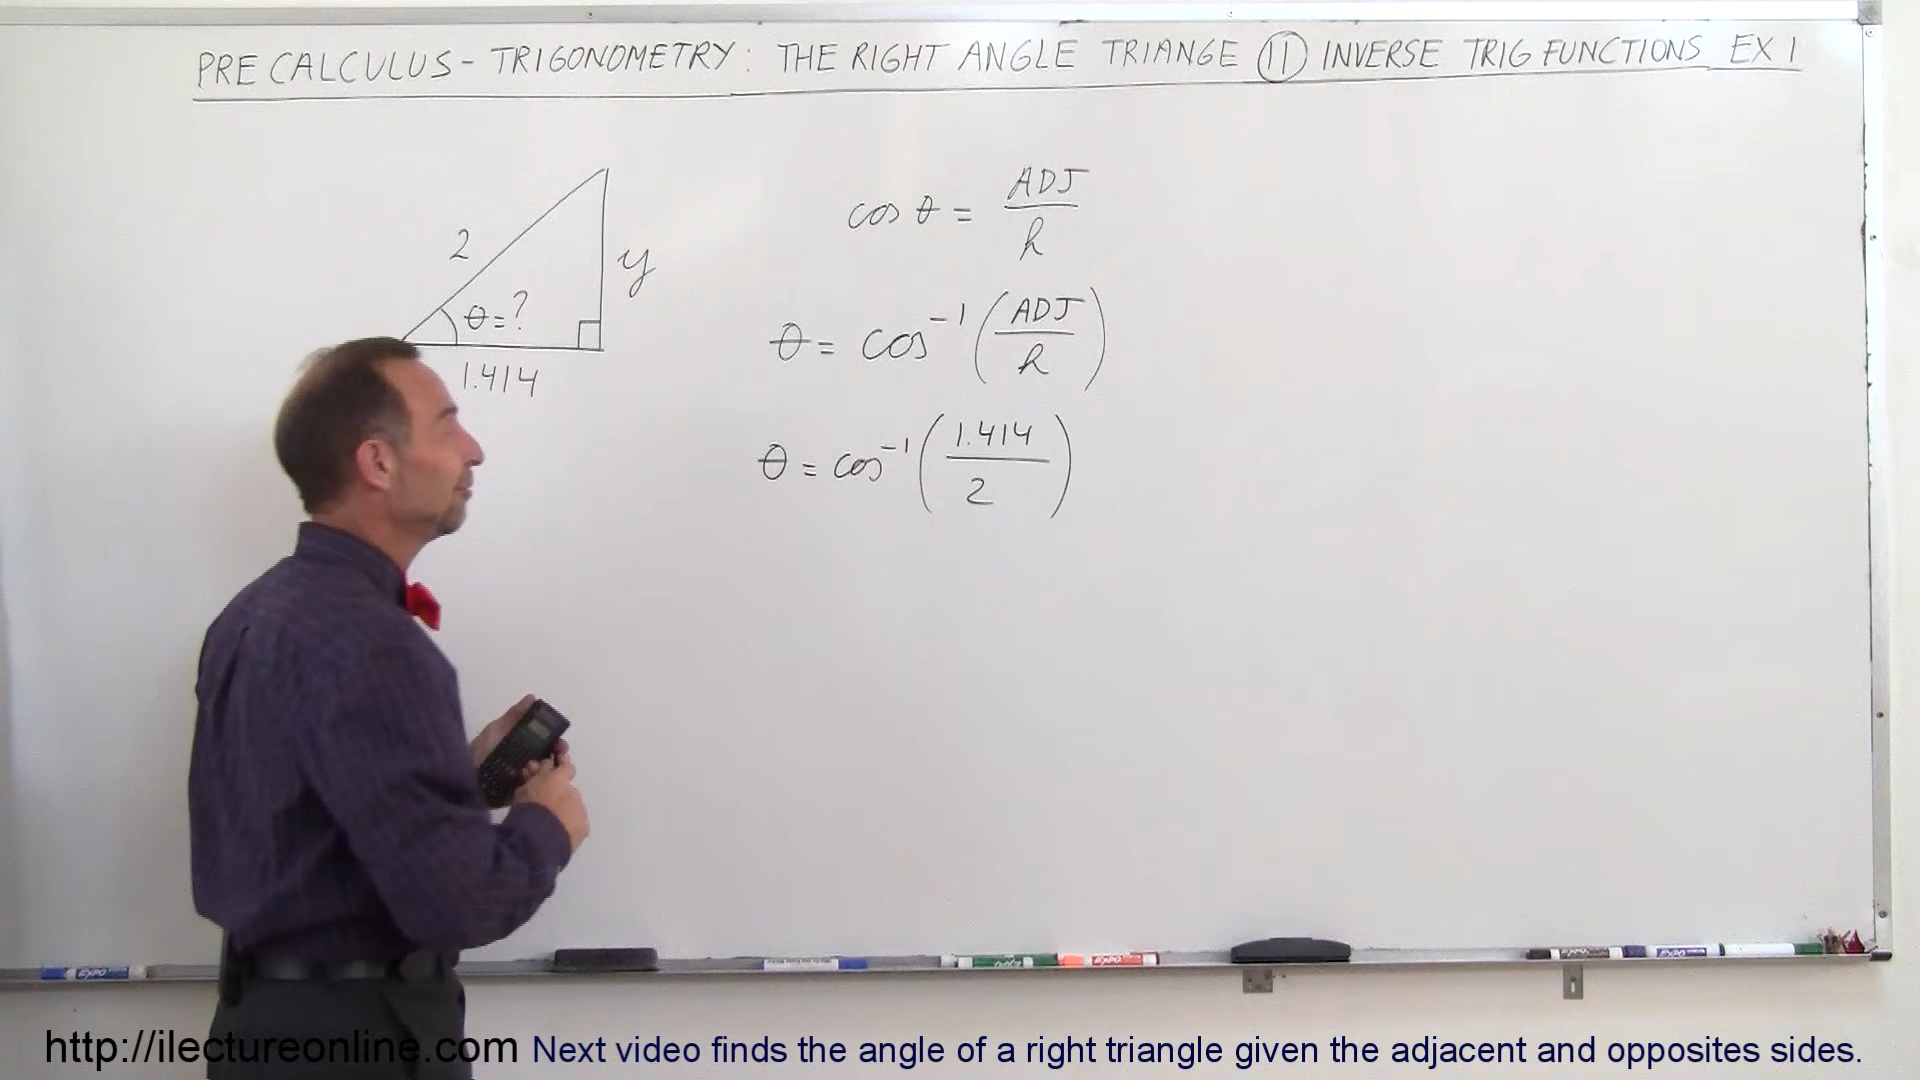 PRE CALCULUS - TRIGONOMETRY: THE RIGHT ANGLE TRIANGE ⑪ INVERSE TRIG FUNCTIONS EX 1
2
y
θ=?
1.414
cos θ = ADJ/h
θ = cos⁻¹(ADJ/h)
θ = cos⁻¹(1.414/2)
EXPO
EXPO
http://ilectureonline.com Next video finds the angle of a right triangle given the adjacent and opposites sides.